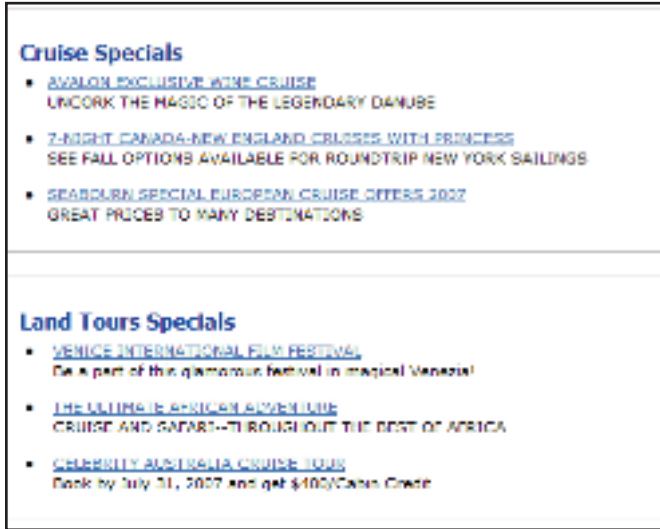 Cruise Specials
AVALON EXCLUSIVE WINE CRUISE
UNCORK THE MAGIC OF THE LEGENDARY DANUBE
7-NIGHT CANADA-NEW ENGLAND CRUISES WITH PRINCESS
SEE FALL OPTIONS AVAILABLE FOR ROUNDTRIP NEW YORK SAILINGS
SEABOURN SPECIAL EUROPEAN CRUISE OFFERS 2007
GREAT PRICES TO MANY DESTINATIONS
Land Tours Specials
VENICE INTERNATIONAL FILM FESTIVAL
Be a part of this glamorous festival in magical Venezia!
THE ULTIMATE AFRICAN ADVENTURE
CRUISE AND SAFARI--THROUGHOUT THE BEST OF AFRICA
CELEBRITY AUSTRALIA CRUISE TOUR
Book by July 31, 2007 and get $400/Cabin Credit